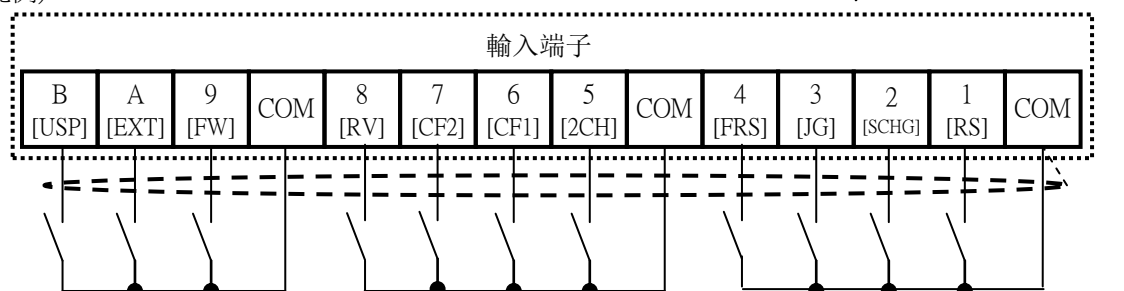 輸入端子
B A 9 COM 8 7 6 5 COM 4 3 2 1 COM
[USP] [EXT] [FW] [RV] [CF2] [CF1] [2CH] [FRS] [JG] [SCHG] [RS]